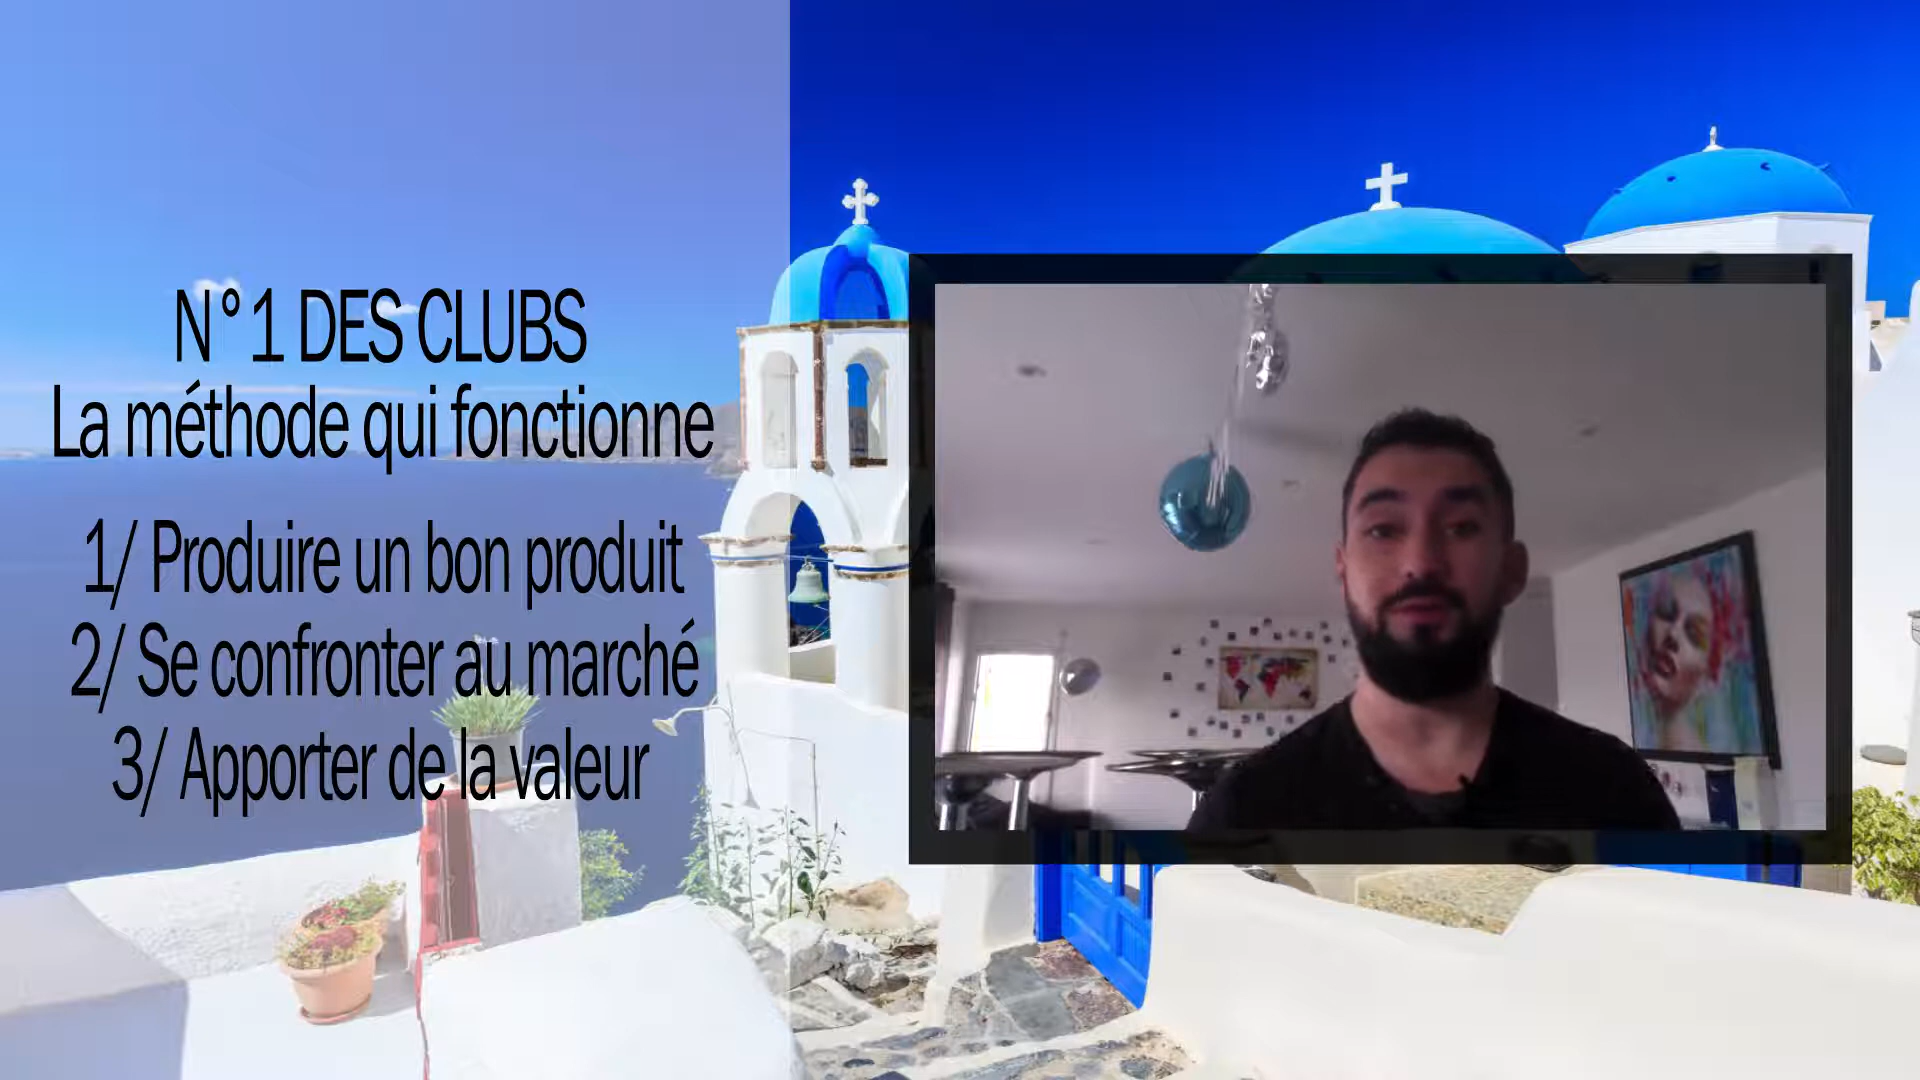 N°1 DES CLUBS
La méthode qui fonctionne
1/ Produire un bon produit
2/ Se confronter au marché
3/ Apporter de la valeur